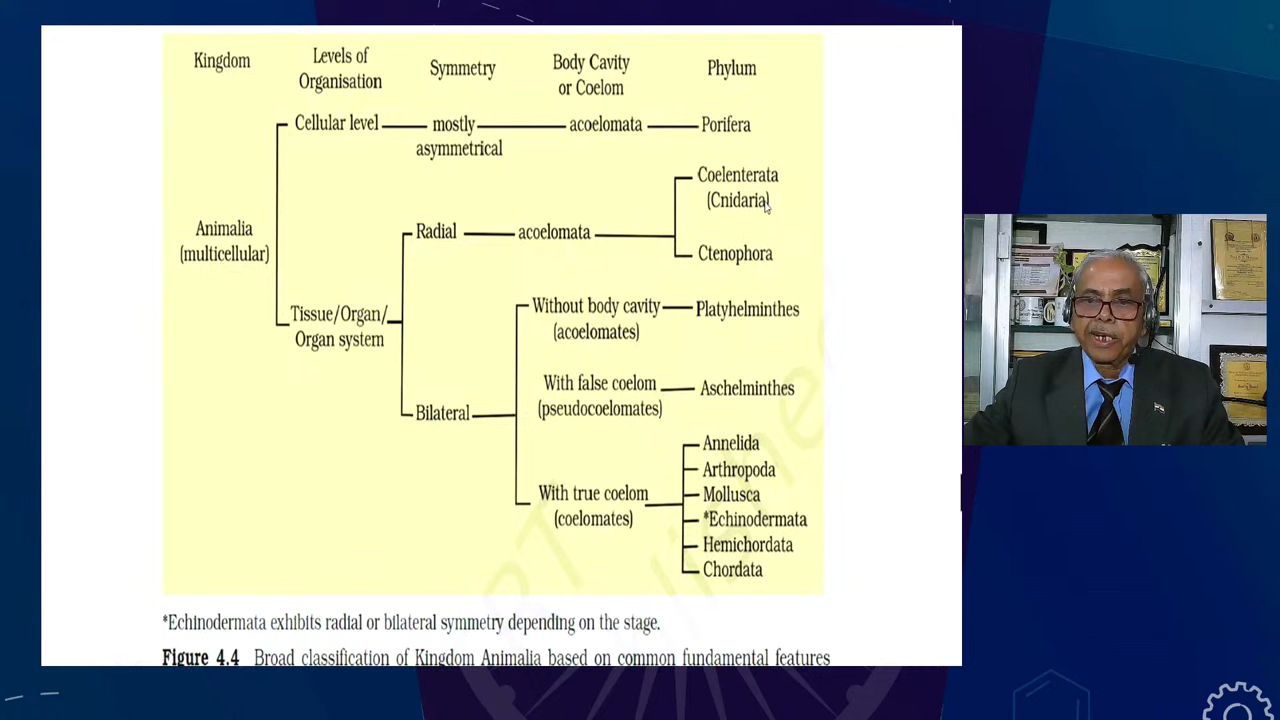 Kingdom
Levels of
Organisation
Symmetry
Body Cavity
or Coelom
Phylum
Cellular level
mostly
asymmetrical
acoelomata
Porifera
Animalia
(multicellular)
Tissue/Organ/
Organ system
Radial
acoelomata
Coelenterata
(Cnidaria)
Ctenophora
Bilateral
Without body cavity
(acoelomates)
Platyhelminthes
With false coelom
(pseudocoelomates)
Aschelminthes
With true coelom
(coelomates)
Annelida
Arthropoda
Mollusca
*Echinodermata
Hemichordata
Chordata
*Echinodermata exhibits radial or bilateral symmetry depending on the stage.
Figure 4.4 Broad classification of Kingdom Animalia based on common fundamental features